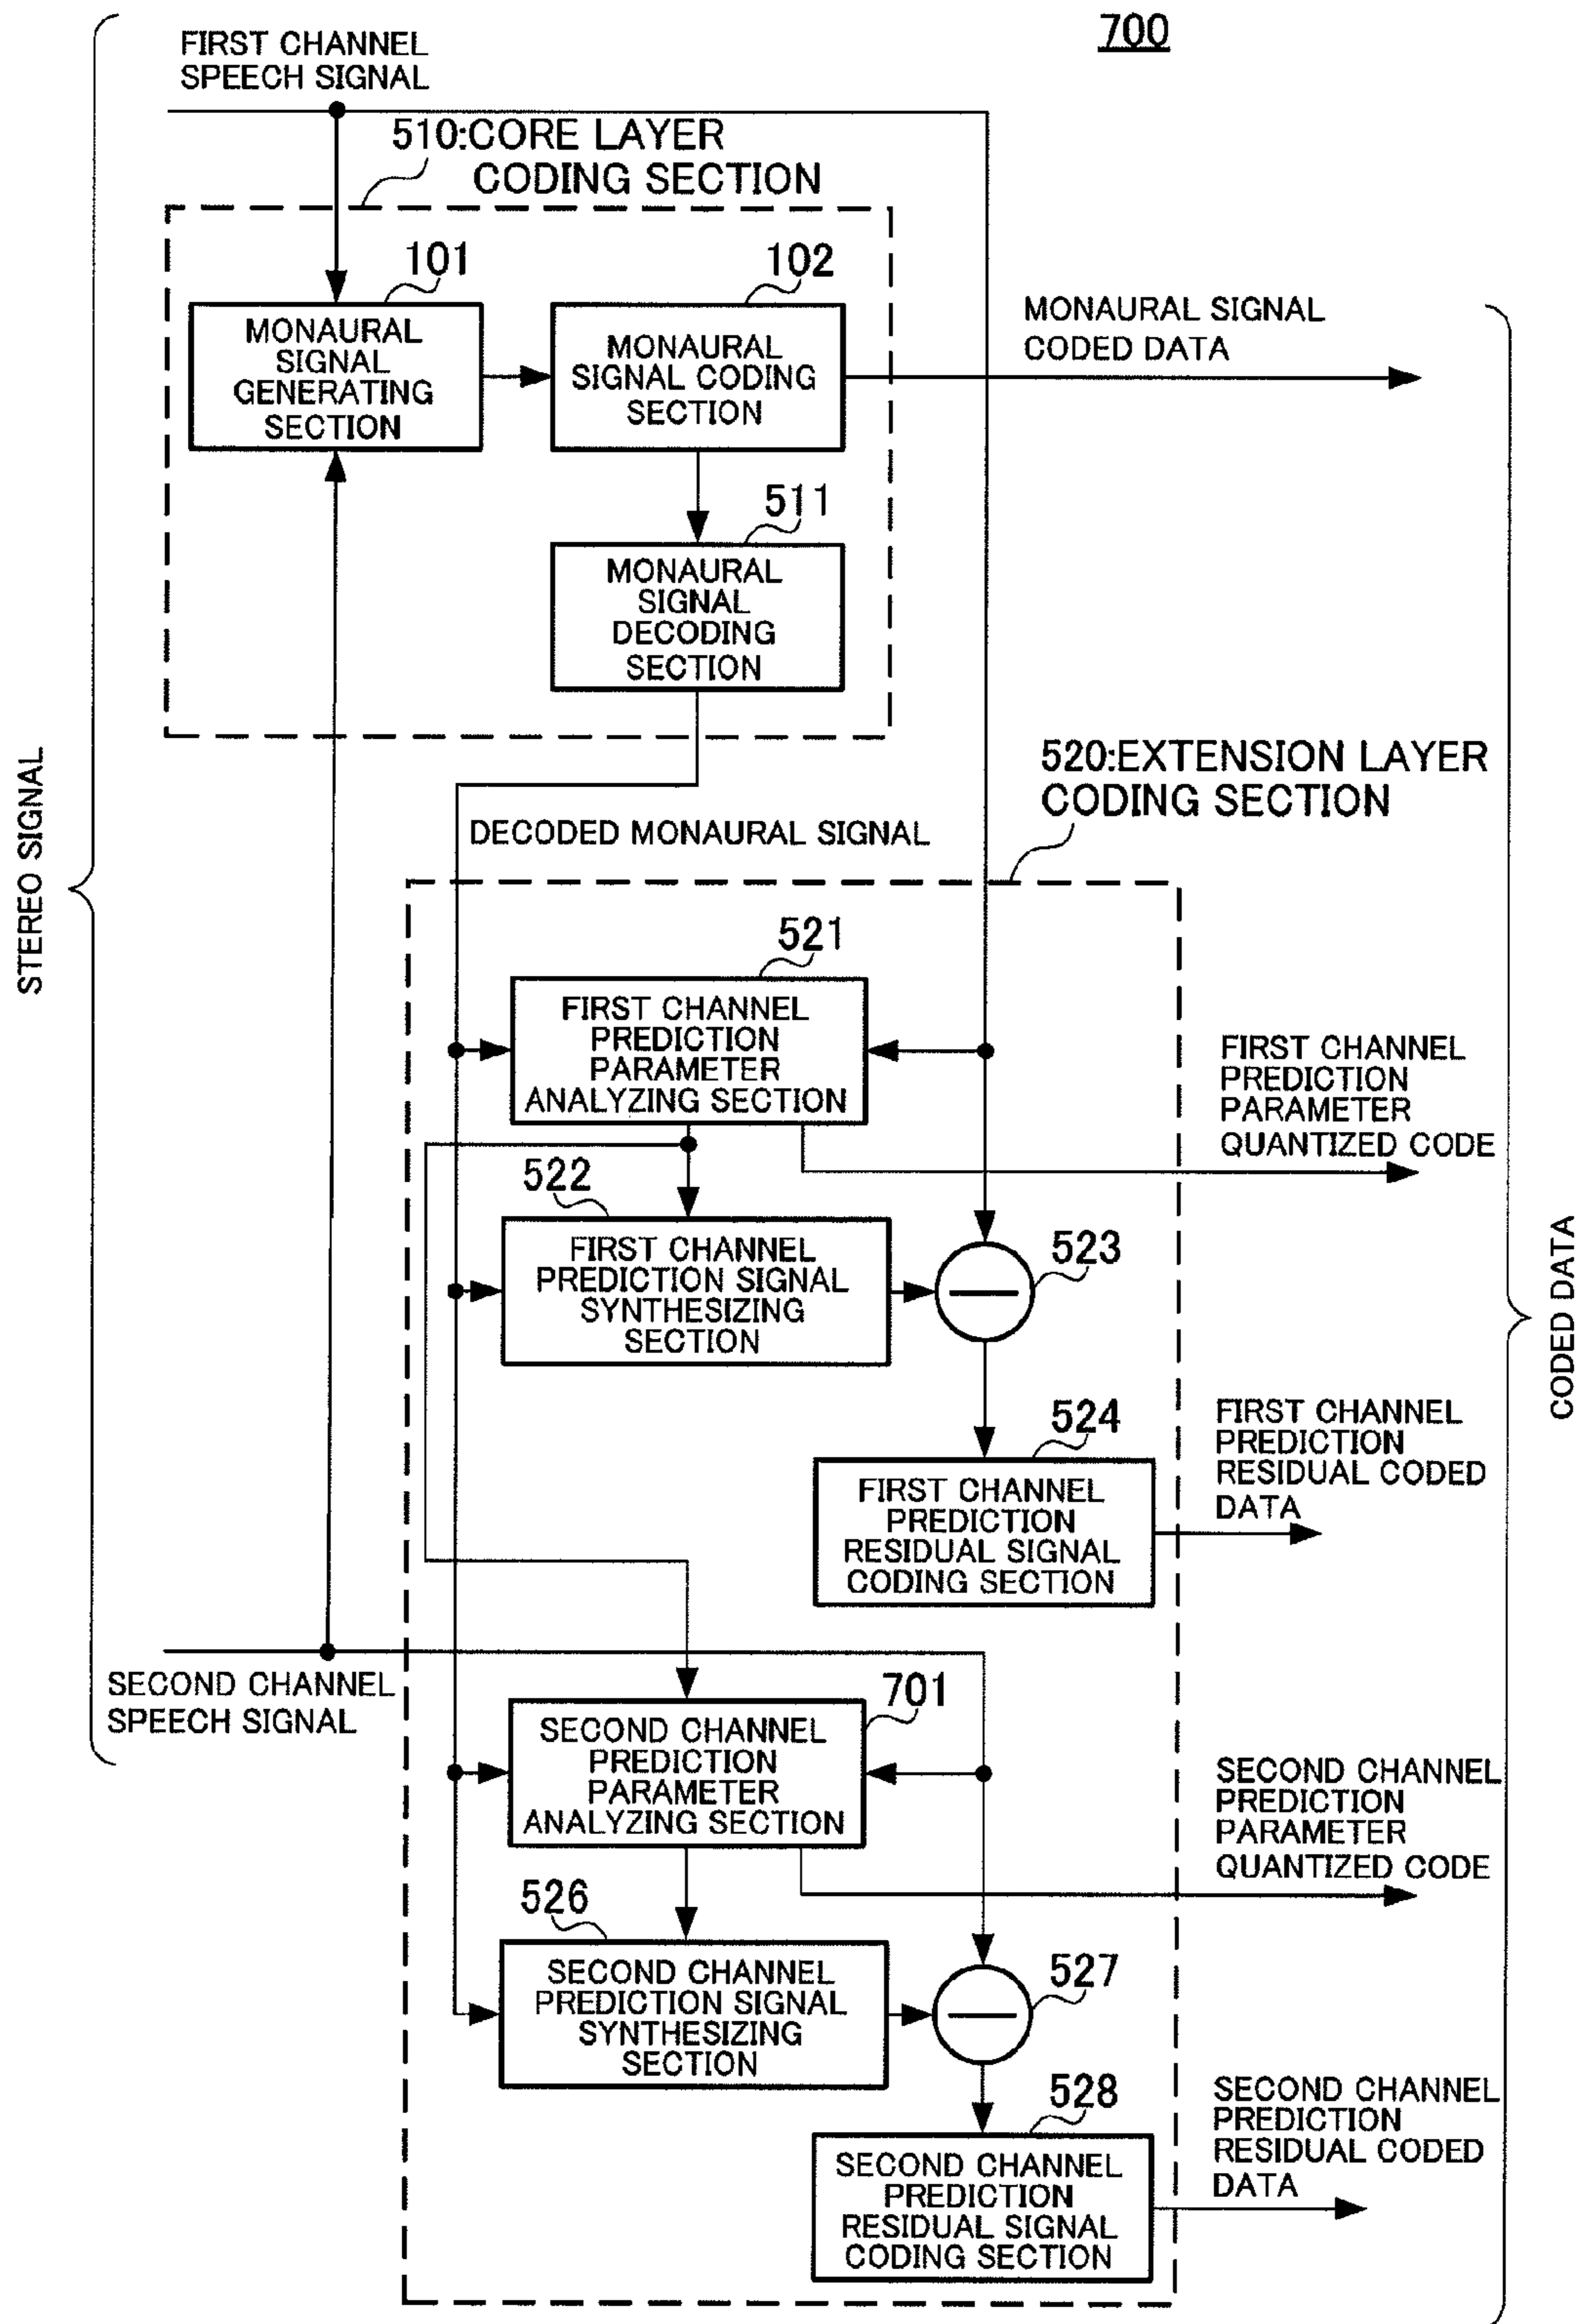 700
FIRST CHANNEL
SPEECH SIGNAL
510:CORE LAYER
CODING SECTION
101
MONAURAL
SIGNAL
GENERATING
SECTION
102
MONAURAL
SIGNAL CODING
SECTION
MONAURAL SIGNAL
CODED DATA
511
MONAURAL
SIGNAL
DECODING
SECTION
STEREO SIGNAL
520:EXTENSION LAYER
CODING SECTION
DECODED MONAURAL SIGNAL
521
FIRST CHANNEL
PREDICTION
PARAMETER
ANALYZING SECTION
FIRST CHANNEL
PREDICTION
PARAMETER
QUANTIZED CODE
522
FIRST CHANNEL
PREDICTION SIGNAL
SYNTHESIZING
SECTION
523
CODED DATA
524
FIRST CHANNEL
PREDICTION
RESIDUAL SIGNAL
CODING SECTION
FIRST CHANNEL
PREDICTION
RESIDUAL CODED
DATA
SECOND CHANNEL
SPEECH SIGNAL
701
SECOND CHANNEL
PREDICTION
PARAMETER
ANALYZING SECTION
SECOND CHANNEL
PREDICTION
PARAMETER
QUANTIZED CODE
526
SECOND CHANNEL
PREDICTION SIGNAL
SYNTHESIZING
SECTION
527
528
SECOND CHANNEL
PREDICTION
RESIDUAL SIGNAL
CODING SECTION
SECOND CHANNEL
PREDICTION
RESIDUAL CODED
DATA